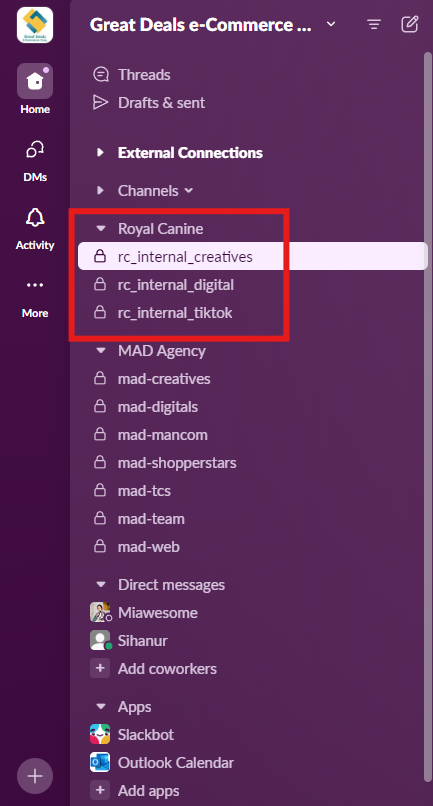 Great Deals e-Commerce ...
Great Deals
Home
DMs
Activity
More
Threads
Drafts & sent
External Connections
Channels
Royal Canine
rc_internal_creatives
rc_internal_digital
rc_internal_tiktok
MAD Agency
mad-creatives
mad-digitals
mad-mancom
mad-shopperstars
mad-tcs
mad-team
mad-web
Direct messages
Miawesome
Sihanur
Add coworkers
Apps
Slackbot
Outlook Calendar
Add apps